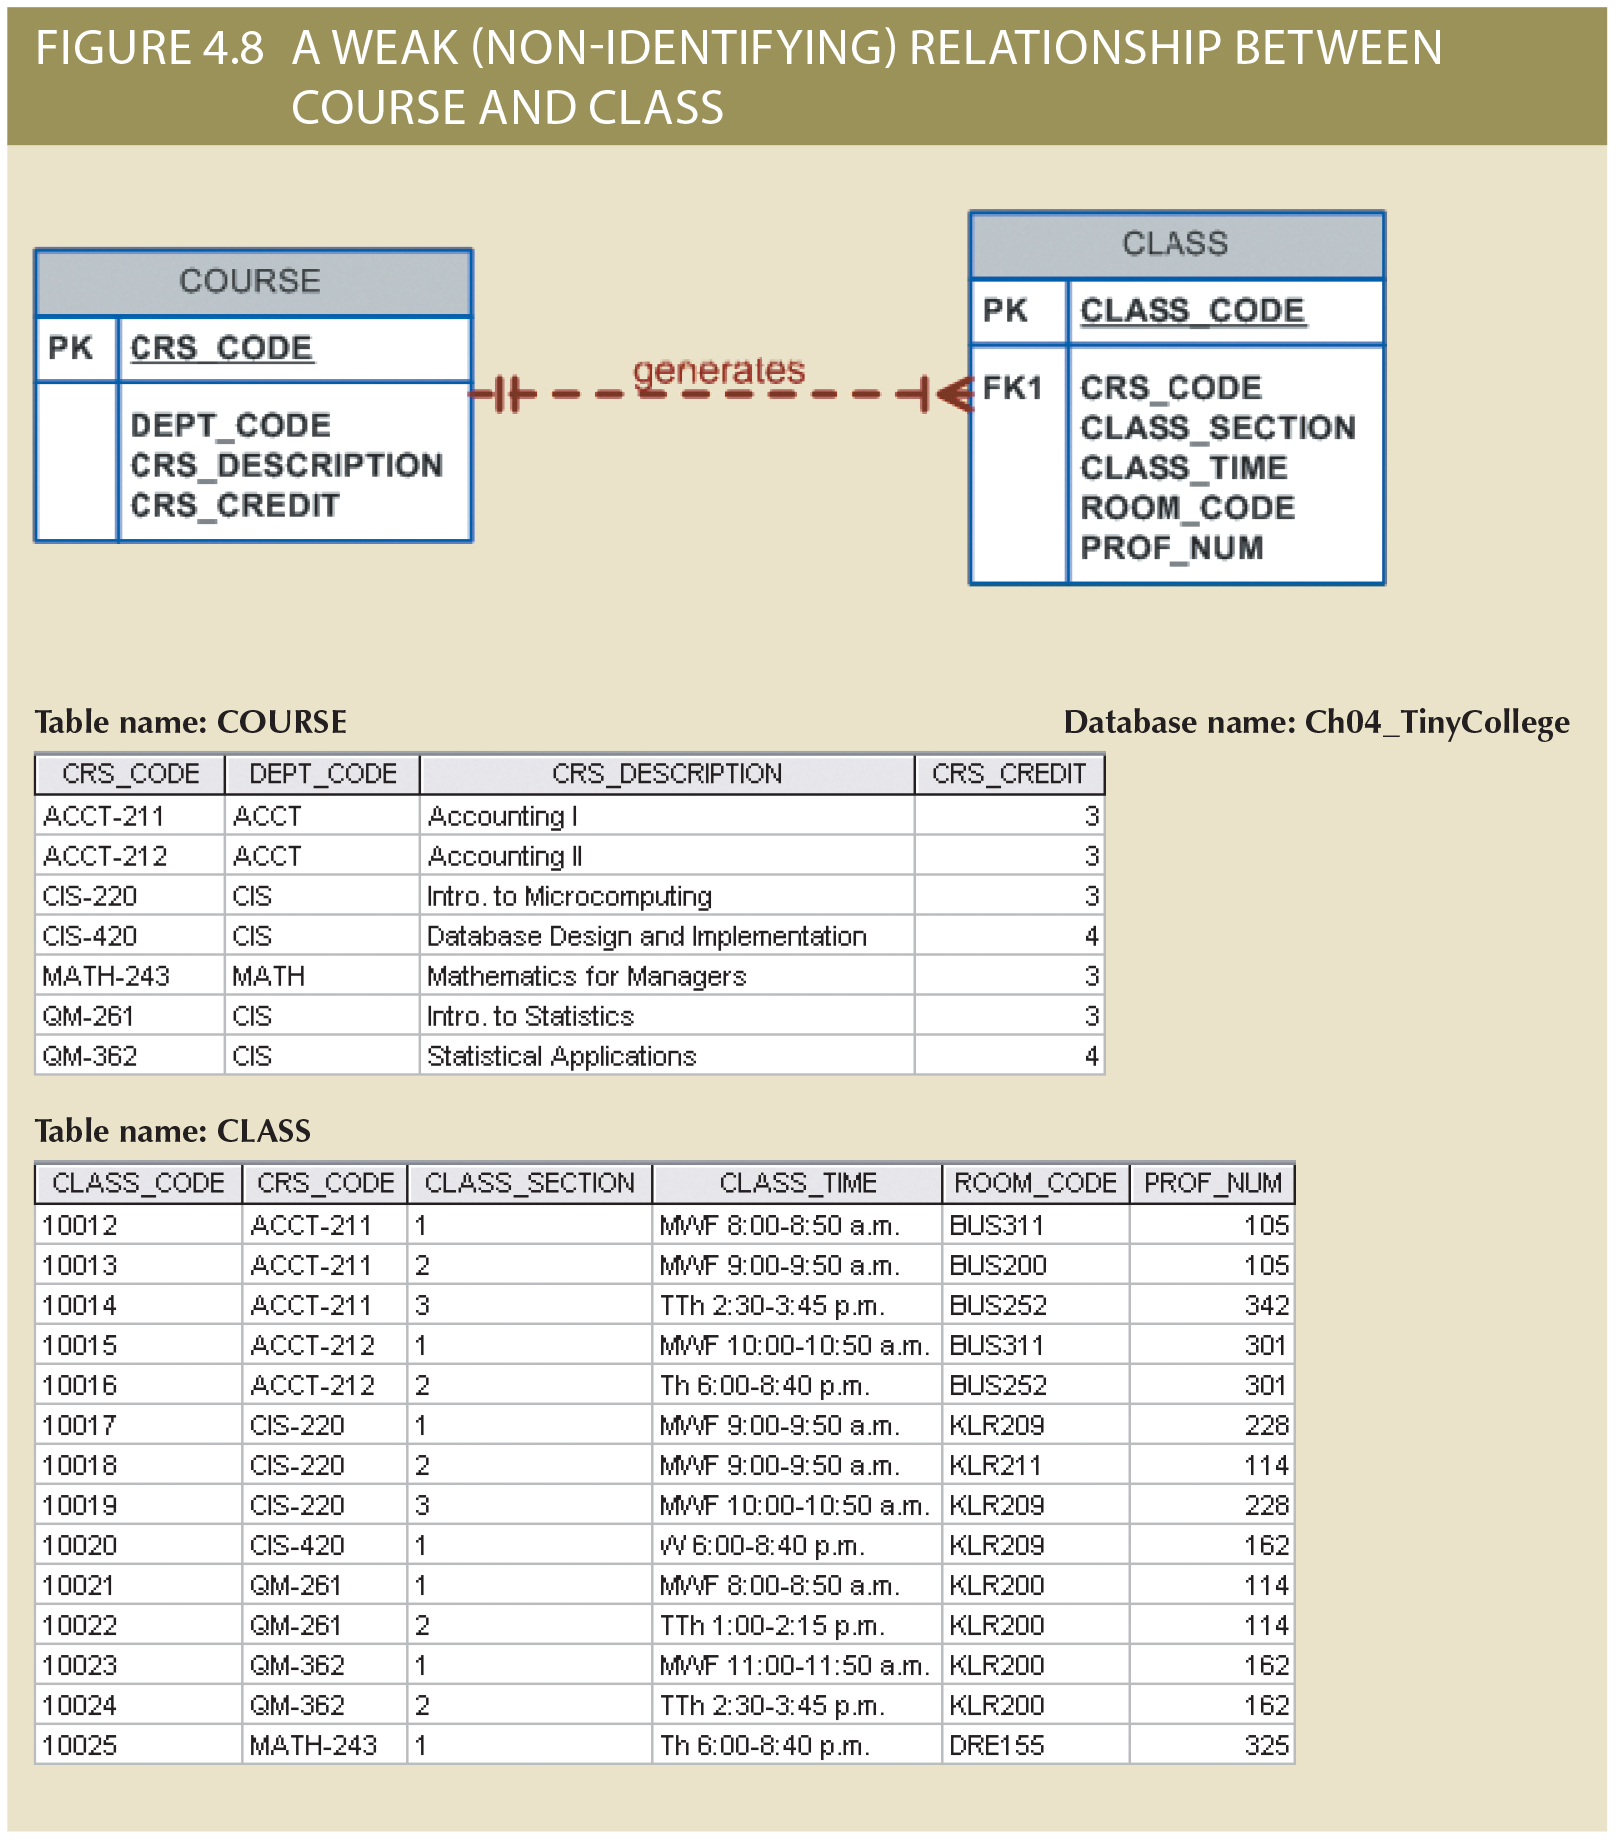 FIGURE 4.8 A WEAK (NON-IDENTIFYING) RELATIONSHIP BETWEEN
COURSE AND CLASS
COURSE
PK CRS_CODE
DEPT_CODE
CRS_DESCRIPTION
CRS_CREDIT
generates
CLASS
PK CLASS_CODE
FK1 CRS_CODE
CLASS_SECTION
CLASS_TIME
ROOM_CODE
PROF_NUM
Table name: COURSE Database name: Ch04_TinyCollege
CRS_CODE DEPT_CODE CRS_DESCRIPTION CRS_CREDIT
ACCT-211 ACCT Accounting I 3
ACCT-212 ACCT Accounting II 3
CIS-220 CIS Intro. to Microcomputing 3
CIS-420 CIS Database Design and Implementation 4
MATH-243 MATH Mathematics for Managers 3
QM-261 CIS Intro. to Statistics 3
QM-362 CIS Statistical Applications 4
Table name: CLASS
CLASS_CODE CRS_CODE CLASS_SECTION CLASS_TIME ROOM_CODE PROF_NUM
10012 ACCT-211 1 MWF 8:00-8:50 a.m. BUS311 105
10013 ACCT-211 2 MWF 9:00-9:50 a.m. BUS200 105
10014 ACCT-211 3 TTh 2:30-3:45 p.m. BUS252 342
10015 ACCT-212 1 MWF 10:00-10:50 a.m. BUS311 301
10016 ACCT-212 2 Th 6:00-8:40 p.m. BUS252 301
10017 CIS-220 1 MWF 9:00-9:50 a.m. KLR209 228
10018 CIS-220 2 MWF 9:00-9:50 a.m. KLR211 114
10019 CIS-220 3 MWF 10:00-10:50 a.m. KLR209 228
10020 CIS-420 1 W 6:00-8:40 p.m. KLR209 162
10021 QM-261 1 MWF 8:00-8:50 a.m. KLR200 114
10022 QM-261 2 TTh 1:00-2:15 p.m. KLR200 114
10023 QM-362 1 MWF 11:00-11:50 a.m. KLR200 162
10024 QM-362 2 TTh 2:30-3:45 p.m. KLR200 162
10025 MATH-243 1 Th 6:00-8:40 p.m. DRE155 325